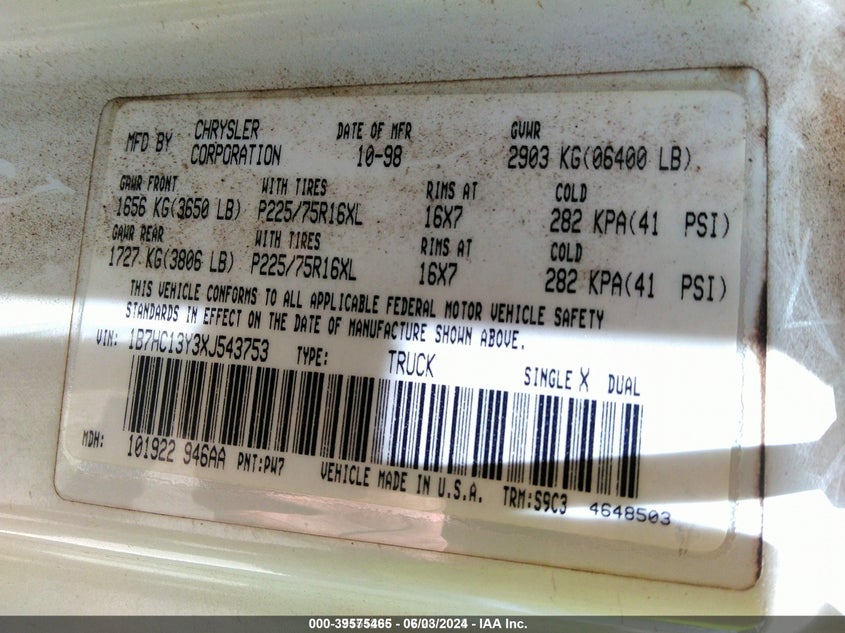 MFD BY CHRYSLER CORPORATION DATE OF MFR 10-98 GVWR 2903 KG(06400 LB)
GAWR FRONT WITH TIRES RIMS AT COLD
1656 KG(3650 LB) P225/75R16XL 16X7 282 KPA(41 PSI)
GAWR REAR WITH TIRES RIMS AT COLD
1727 KG(3806 LB) P225/75R16XL 16X7 282 KPA(41 PSI)
THIS VEHICLE CONFORMS TO ALL APPLICABLE FEDERAL MOTOR VEHICLE SAFETY
STANDARDS IN EFFECT ON THE DATE OF MANUFACTURE SHOWN ABOVE.
VIN: 1B7HC13Y3XJ543753 TYPE: TRUCK SINGLE X DUAL
MDH: 101922 946AA PNT:PW7 VEHICLE MADE IN U.S.A. TRM:S9C3 4648503
000-39575465 - 06/03/2024 - IAA Inc.